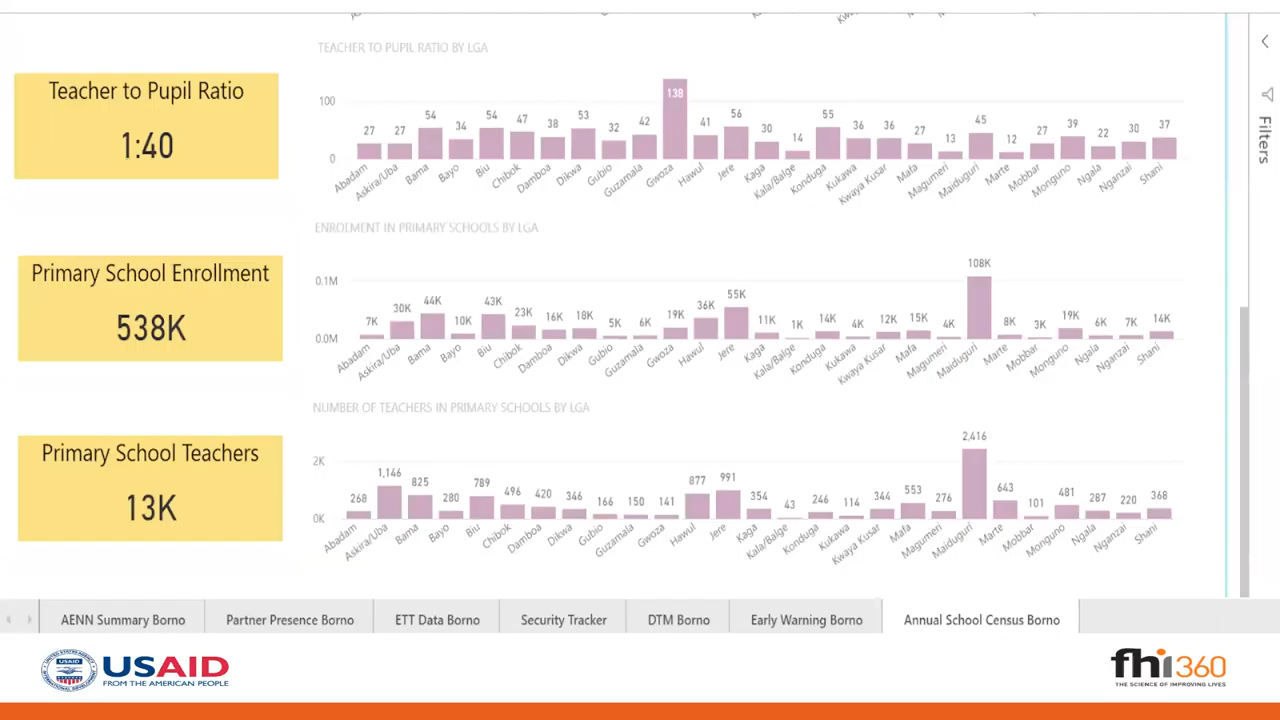 TEACHER TO PUPIL RATIO BY LGA
Teacher to Pupil Ratio
1:40
100
0
27 27 54 34 54 47 38 53 32 42 138 41 56 30 14 55 36 36 27 13 45 12 27 39 22 30 37
Abadam Askira/Uba Bama Bayo Biu Chibok Damboa Dikwa Gubio Guzamala Gwoza Hawul Jere Kaga Kala/Balge Konduga Kukawa Kwaya Kusar Mafa Magumeri Maiduguri Marte Mobbar Monguno Ngala Nganzai Shani
ENROLMENT IN PRIMARY SCHOOLS BY LGA
Primary School Enrollment
538K
0.1M
0.0M
7K 30K 44K 10K 43K 23K 16K 18K 5K 6K 19K 36K 55K 11K 1K 14K 4K 12K 15K 4K 108K 8K 3K 19K 6K 7K 14K
Abadam Askira/Uba Bama Bayo Biu Chibok Damboa Dikwa Gubio Guzamala Gwoza Hawul Jere Kaga Kala/Balge Konduga Kukawa Kwaya Kusar Mafa Magumeri Maiduguri Marte Mobbar Monguno Ngala Nganzai Shani
NUMBER OF TEACHERS IN PRIMARY SCHOOLS BY LGA
Primary School Teachers
13K
2K
0K
268 1,146 825 280 789 496 420 346 166 150 141 877 991 354 43 246 114 344 553 276 2,416 643 101 481 287 220 368
Abadam Askira/Uba Bama Bayo Biu Chibok Damboa Dikwa Gubio Guzamala Gwoza Hawul Jere Kaga Kala/Balge Konduga Kukawa Kwaya Kusar Mafa Magumeri Maiduguri Marte Mobbar Monguno Ngala Nganzai Shani
Filters
AENN Summary Borno Partner Presence Borno ETT Data Borno Security Tracker DTM Borno Early Warning Borno Annual School Census Borno
USAID
FROM THE AMERICAN PEOPLE
fhi 360
THE SCIENCE OF IMPROVING LIVES